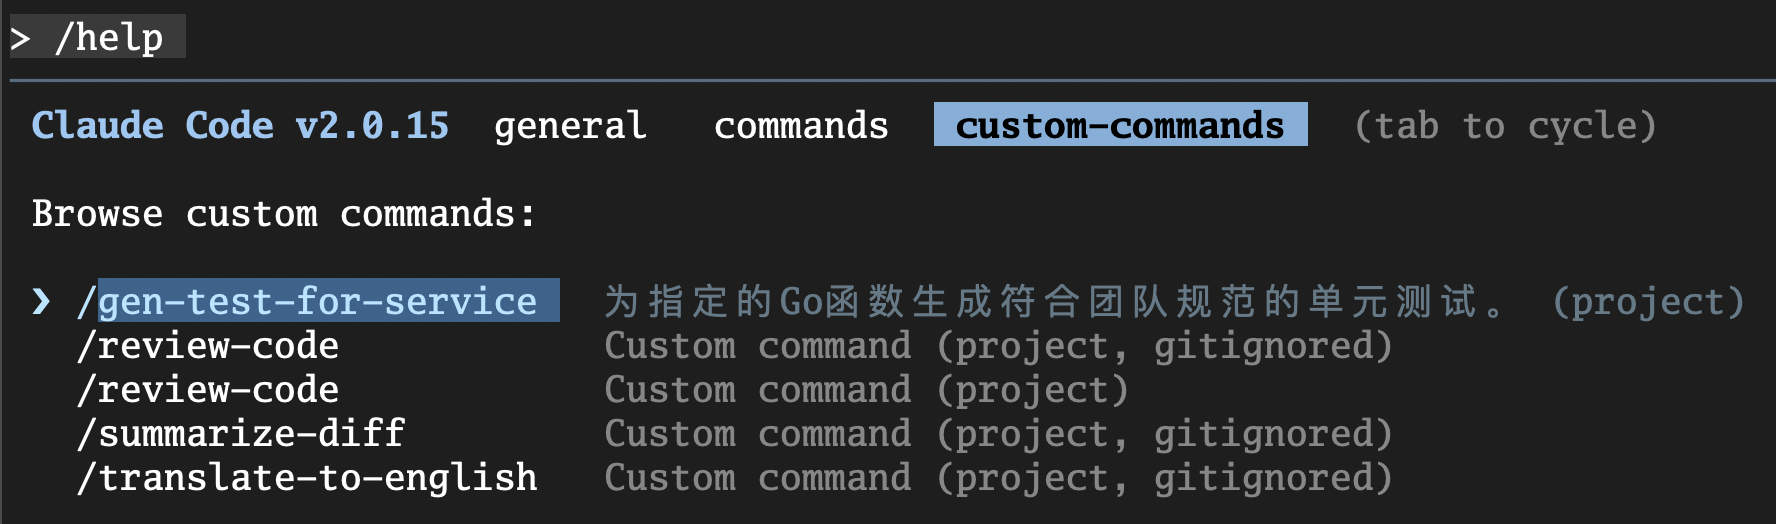 > /help
Claude Code v2.0.15 general commands custom-commands (tab to cycle)
Browse custom commands:
❯ /gen-test-for-service 为指定的Go函数生成符合团队规范的单元测试。 (project)
/review-code Custom command (project, gitignored)
/review-code Custom command (project)
/summarize-diff Custom command (project, gitignored)
/translate-to-english Custom command (project, gitignored)